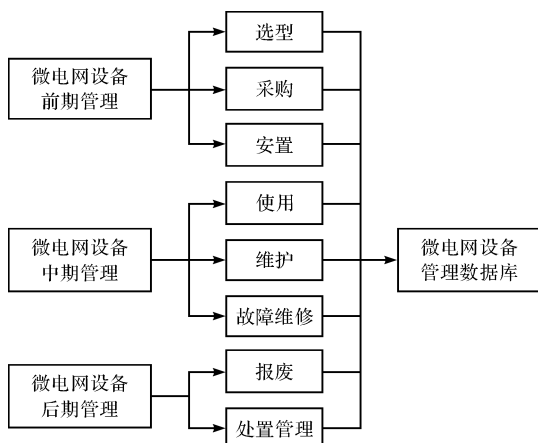 微电网设备
前期管理
选型
采购
安置
微电网设备
中期管理
使用
维护
故障维修
微电网设备
后期管理
报废
处置管理
微电网设备
管理数据库